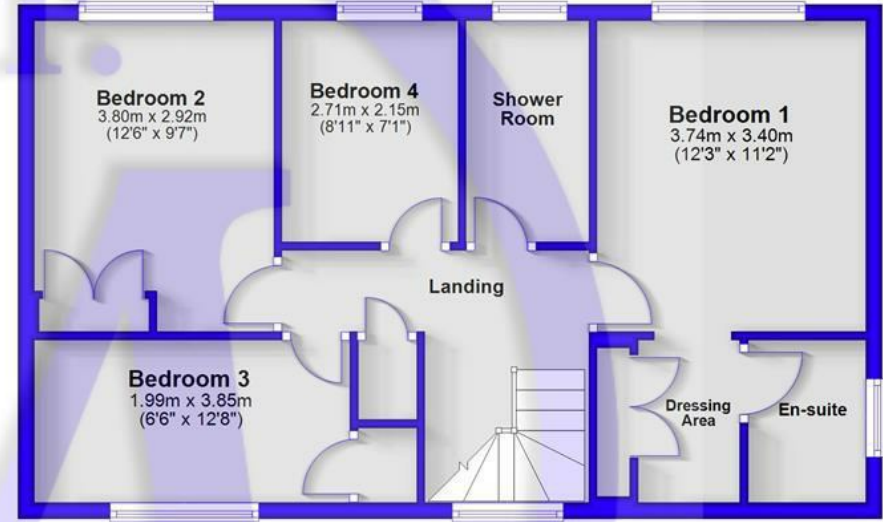 Bedroom 2
3.80m x 2.92m
(12'6" x 9'7")
Bedroom 4
2.71m x 2.15m
(8'11" x 7'1")
Shower
Room
Bedroom 1
3.74m x 3.40m
(12'3" x 11'2")
Landing
Bedroom 3
1.99m x 3.85m
(6'6" x 12'8")
Dressing
Area
En-suite